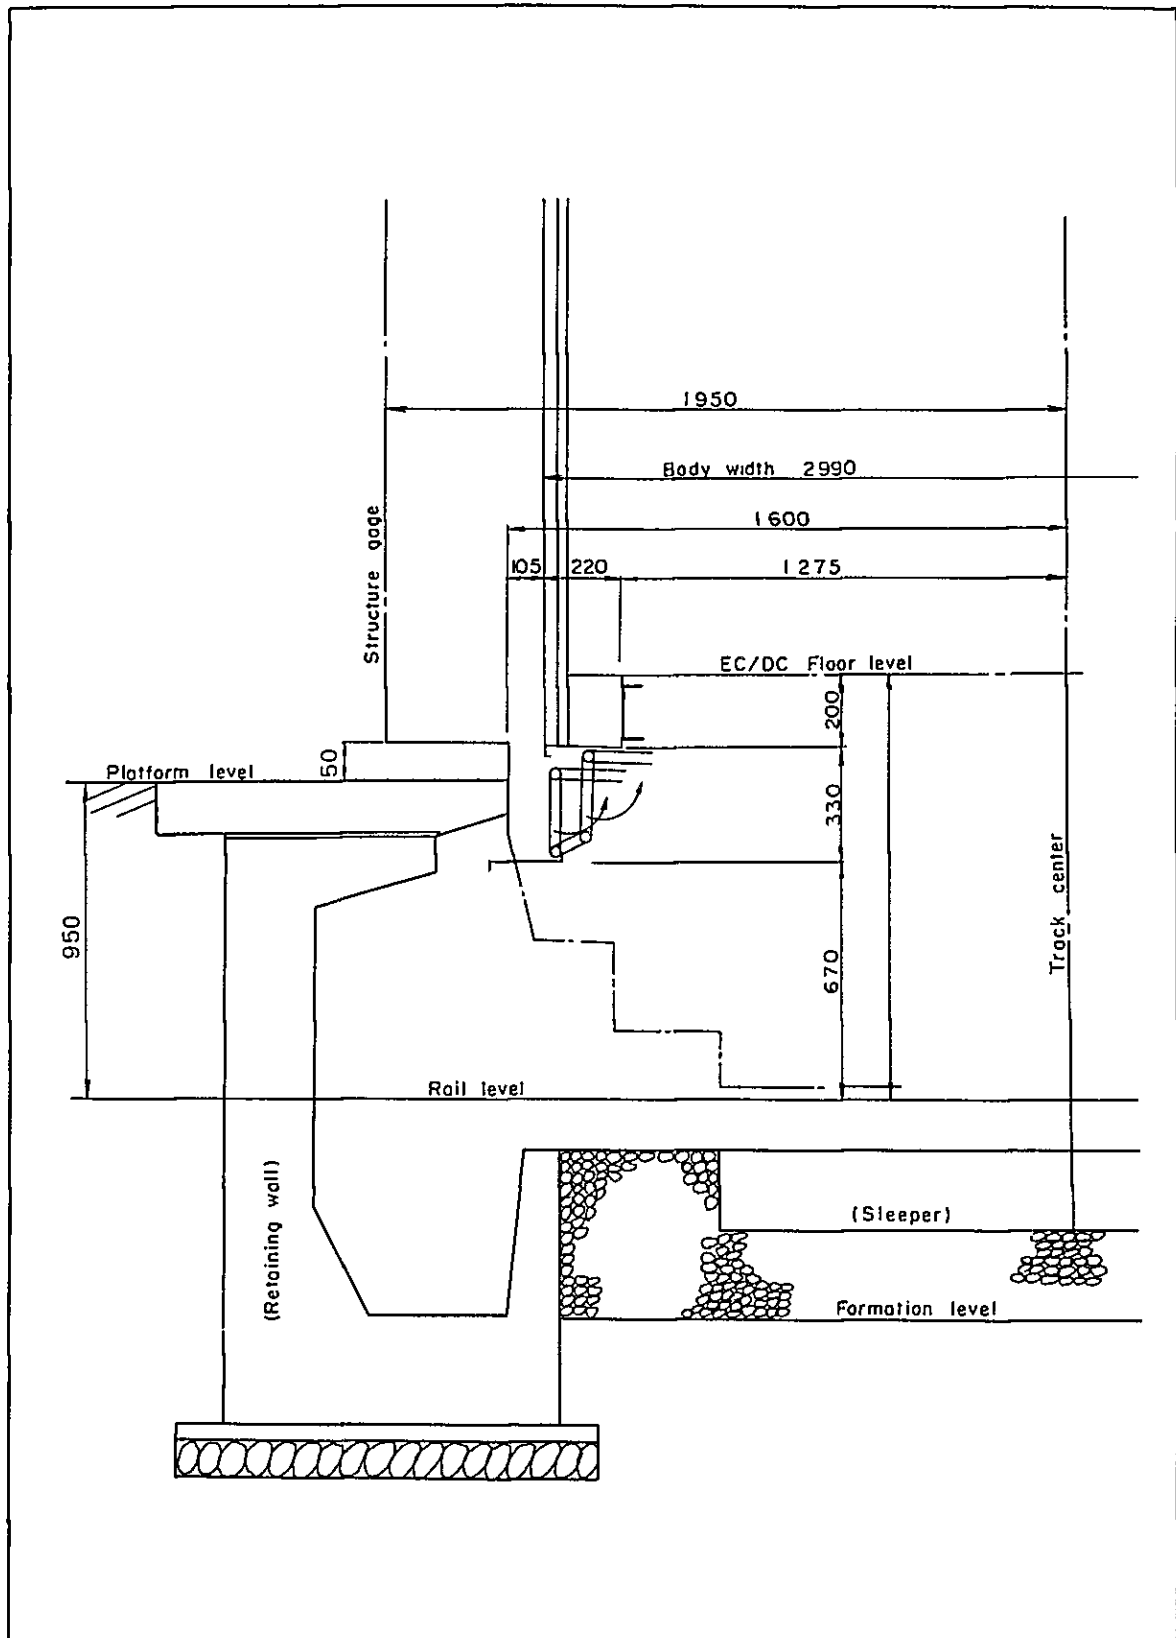 1950
Body width 2990
1600
105 220 1275
Structure gage
EC/DC Floor level
200
50
Platform level
330
950
670
Track center
Rail level
(Retaining wall)
(Sleeper)
Formation level